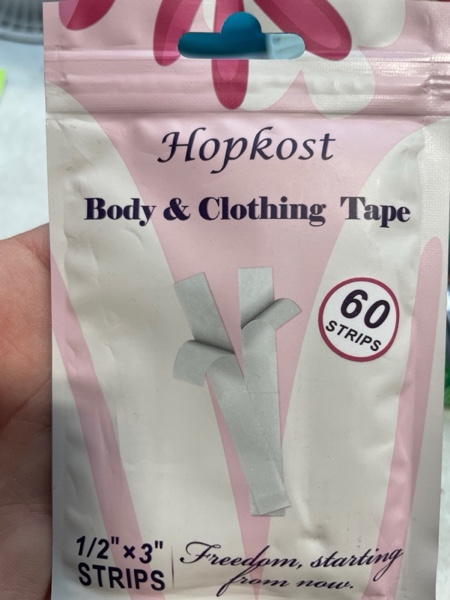 Hopkost
Body & Clothing Tape
60
STRIPS
1/2"×3"
STRIPS
Freedom, starting
from now.